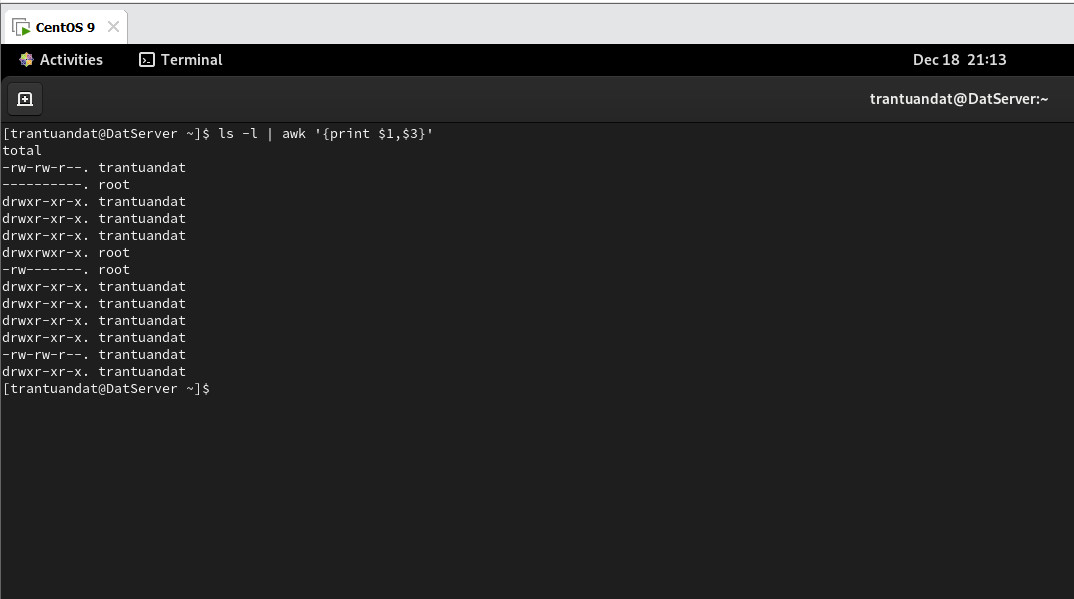 CentOS 9
Activities Terminal Dec 18 21:13
trantuandat@DatServer:~
[trantuandat@DatServer ~]$ ls -l | awk '{print $1,$3}'
total
-rw-rw-r--. trantuandat
----------. root
drwxr-xr-x. trantuandat
drwxr-xr-x. trantuandat
drwxr-xr-x. trantuandat
drwxrwxr-x. root
-rw-------. root
drwxr-xr-x. trantuandat
drwxr-xr-x. trantuandat
drwxr-xr-x. trantuandat
drwxr-xr-x. trantuandat
-rw-rw-r--. trantuandat
drwxr-xr-x. trantuandat
[trantuandat@DatServer ~]$